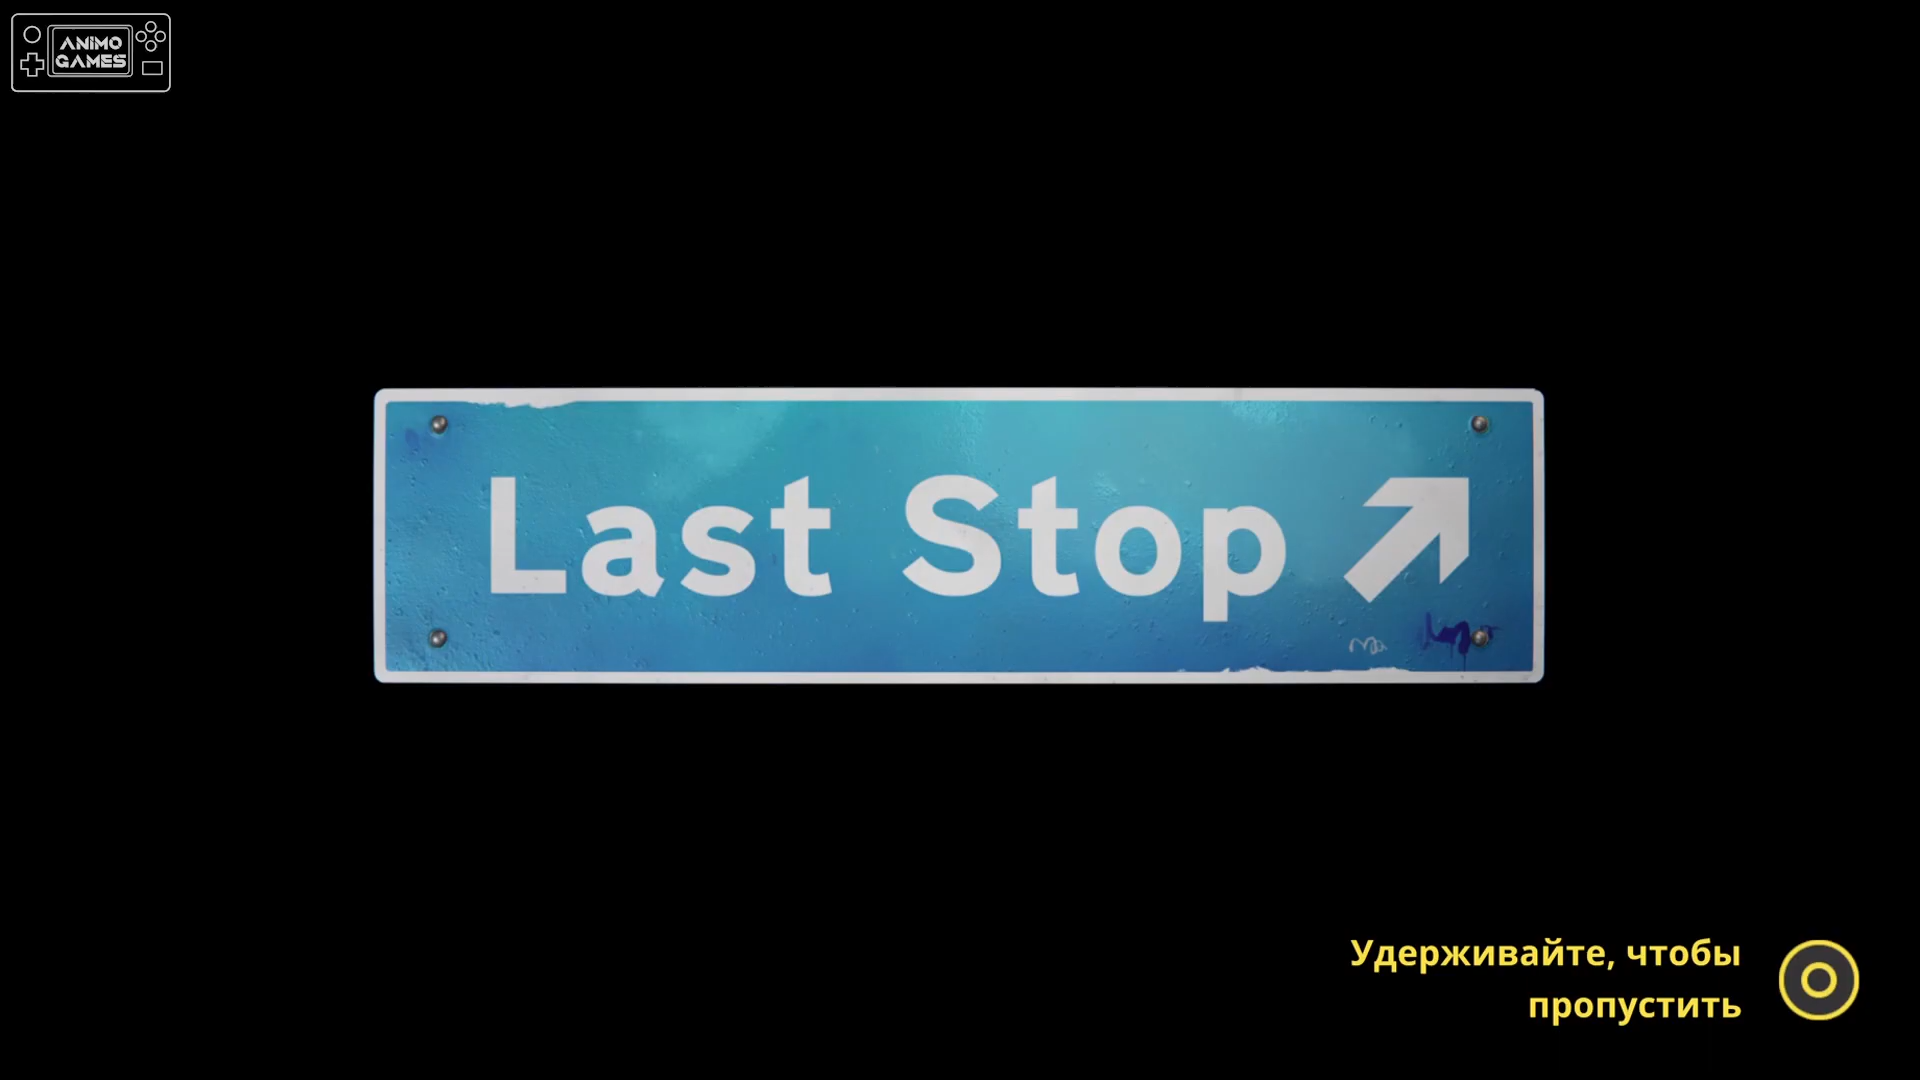 ANIMO
GAMES
Last Stop
Удерживайте, чтобы
пропустить